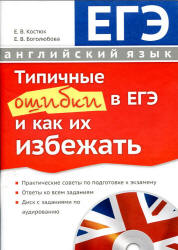 Е. В. Костюк
Е. В. Боголюбова
ЕГЭ
АНГЛИЙСКИЙ ЯЗЫК
Типичные
ошибки в ЕГЭ
и как их
избежать
Практические советы по подготовке к экзамену
Ответы ко всем заданиям
Диск с заданиями по
аудированию